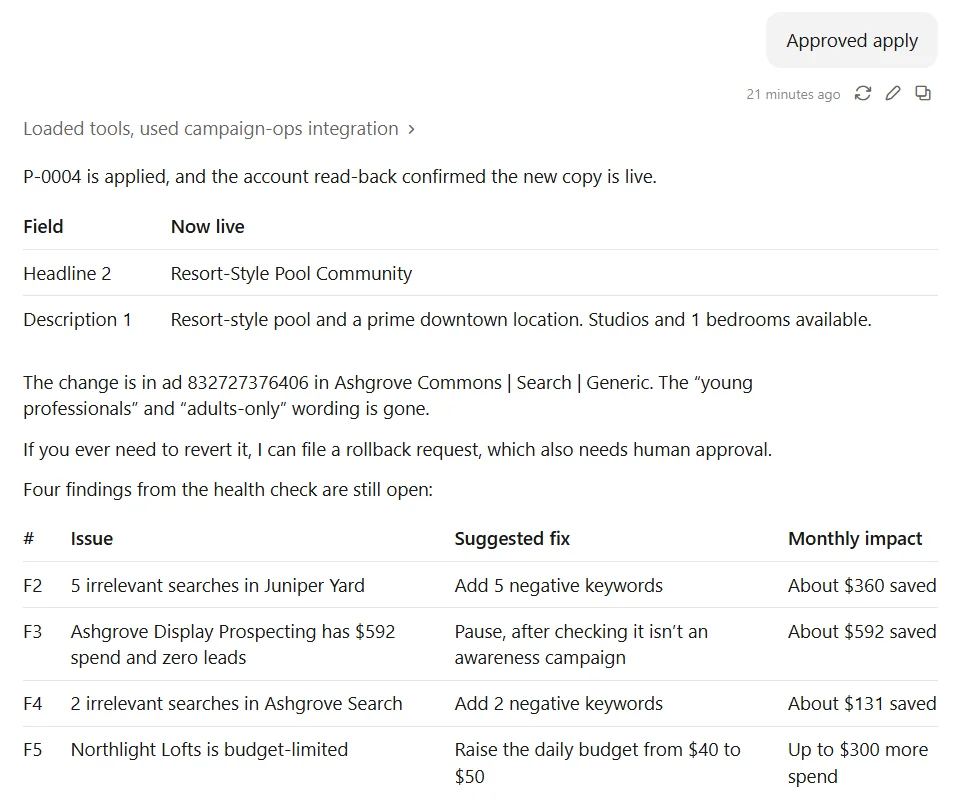 Approved apply
21 minutes ago
Loaded tools, used campaign-ops integration
P-0004 is applied, and the account read-back confirmed the new copy is live.
Field Now live
Headline 2 Resort-Style Pool Community
Description 1 Resort-style pool and a prime downtown location. Studios and 1 bedrooms available.
The change is in ad 832727376406 in Ashgrove Commons | Search | Generic. The “young
professionals” and “adults-only” wording is gone.
If you ever need to revert it, I can file a rollback request, which also needs human approval.
Four findings from the health check are still open:
# Issue Suggested fix Monthly impact
F2 5 irrelevant searches in Juniper Yard Add 5 negative keywords About $360 saved
F3 Ashgrove Display Prospecting has $592 Pause, after checking it isn’t an About $592 saved
spend and zero leads awareness campaign
F4 2 irrelevant searches in Ashgrove Search Add 2 negative keywords About $131 saved
F5 Northlight Lofts is budget-limited Raise the daily budget from $40 to Up to $300 more
$50 spend